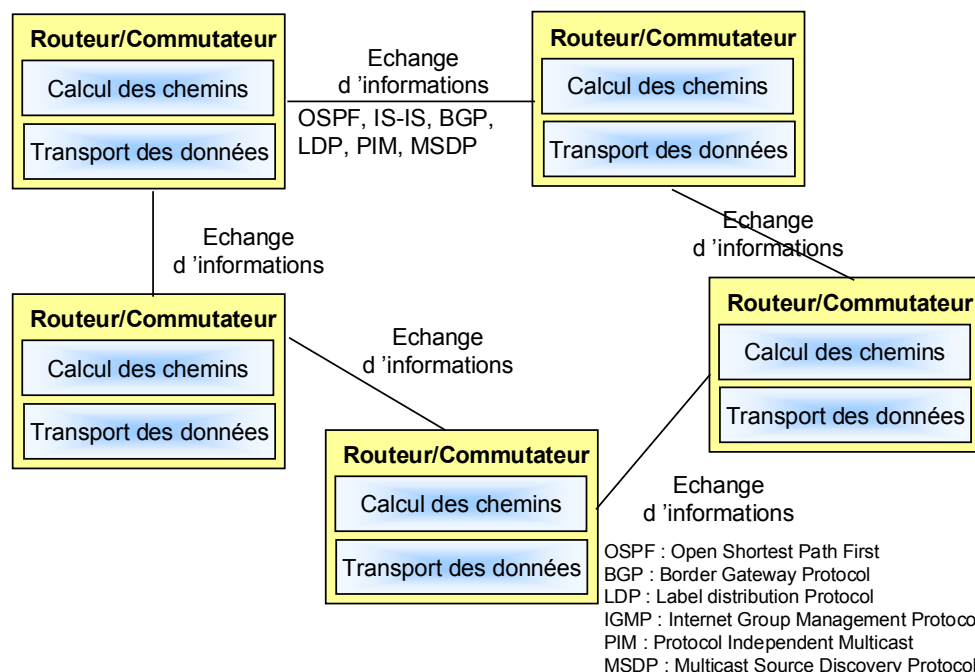 Routeur/Commutateur
Calcul des chemins
Transport des données
Echange
d 'informations
OSPF, IS-IS, BGP,
LDP, PIM, MSDP
Routeur/Commutateur
Calcul des chemins
Transport des données
Echange
d 'informations
Echange
d 'informations
Routeur/Commutateur
Calcul des chemins
Transport des données
Echange
d 'informations
Routeur/Commutateur
Calcul des chemins
Transport des données
Routeur/Commutateur
Calcul des chemins
Transport des données
Echange
d 'informations
OSPF : Open Shortest Path First
BGP : Border Gateway Protocol
LDP : Label distribution Protocol
IGMP : Internet Group Management Protoco
PIM : Protocol Independent Multicast
MSDP : Multicast Source Discovery Protocol